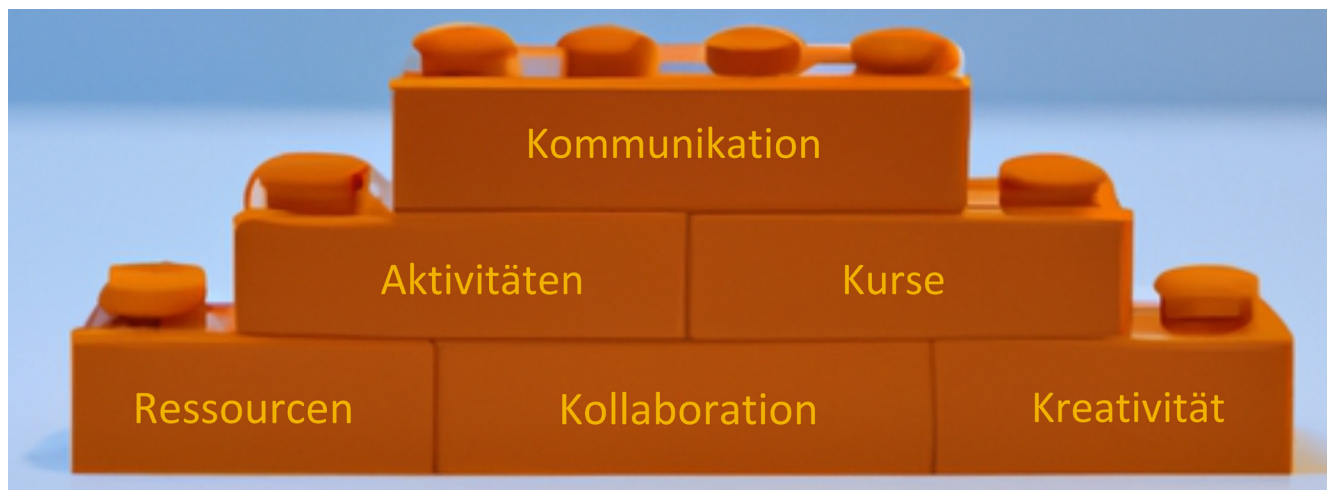 Kommunikation
Aktivitäten Kurse
Ressourcen Kollaboration Kreativität